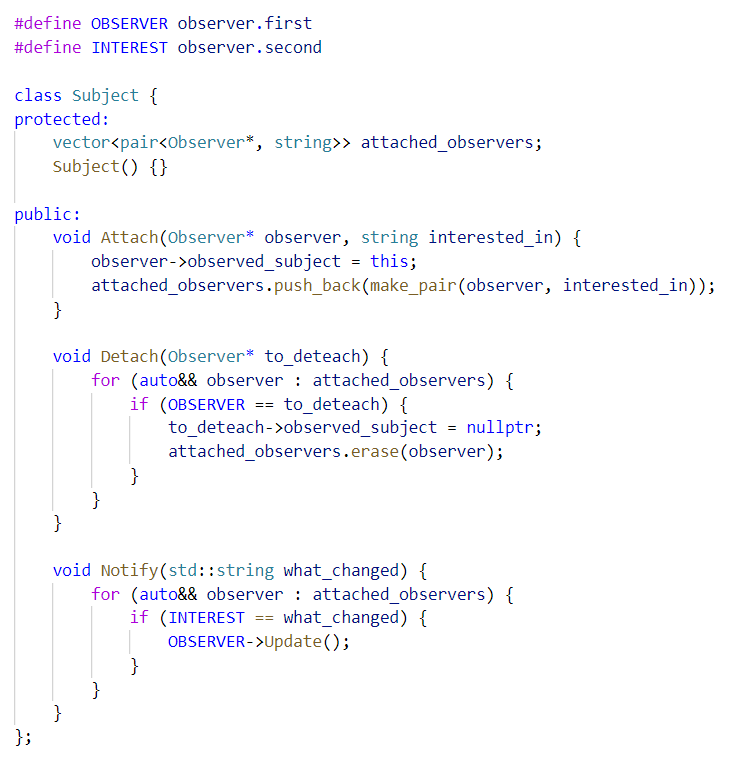 #define OBSERVER observer.first
#define INTEREST observer.second

class Subject {
protected:
    vector<pair<Observer*, string>> attached_observers;
    Subject() {}

public:
    void Attach(Observer* observer, string interested_in) {
        observer->observed_subject = this;
        attached_observers.push_back(make_pair(observer, interested_in));
    }

    void Detach(Observer* to_deteach) {
        for (auto&& observer : attached_observers) {
            if (OBSERVER == to_deteach) {
                to_deteach->observed_subject = nullptr;
                attached_observers.erase(observer);
            }
        }
    }

    void Notify(std::string what_changed) {
        for (auto&& observer : attached_observers) {
            if (INTEREST == what_changed) {
                OBSERVER->Update();
            }
        }
    }
};